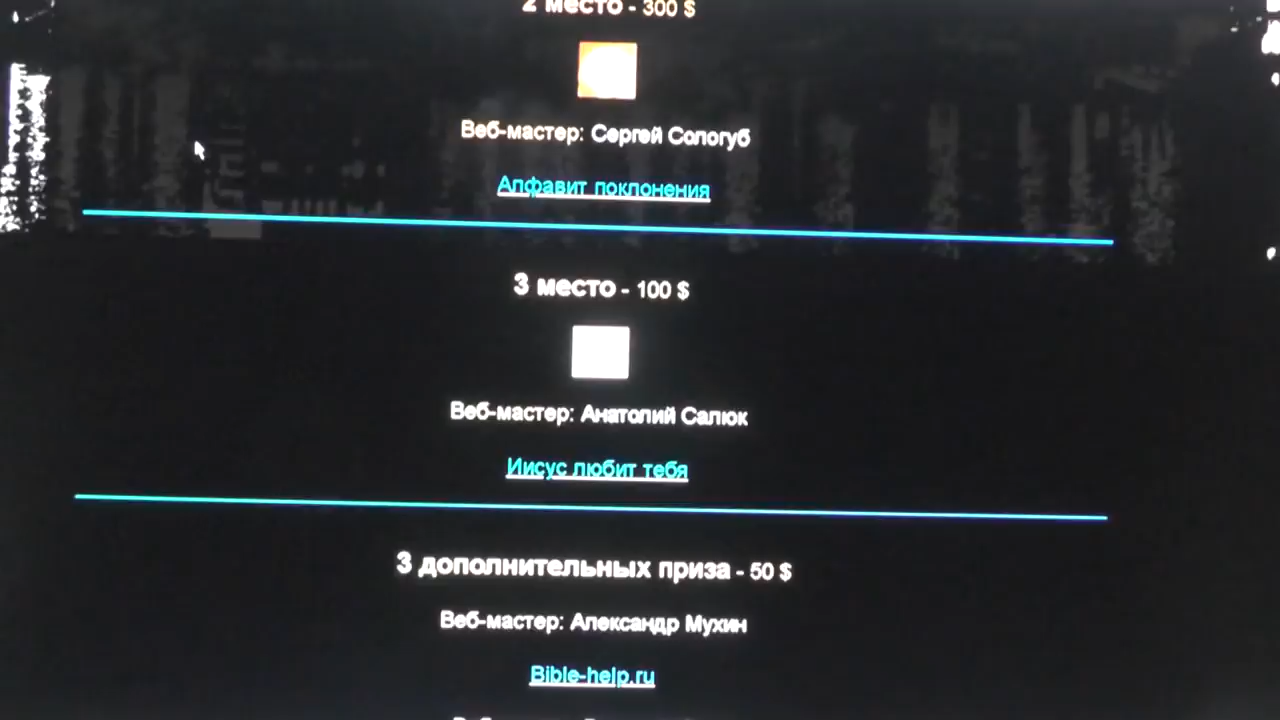 2 место - 300 $
Веб-мастер: Сергей Сологуб
Алфавит поклонения
3 место - 100 $
Веб-мастер: Анатолий Салюк
Иисус любит тебя
3 дополнительных приза - 50 $
Веб-мастер: Александр Мухин
Bible-help.ru